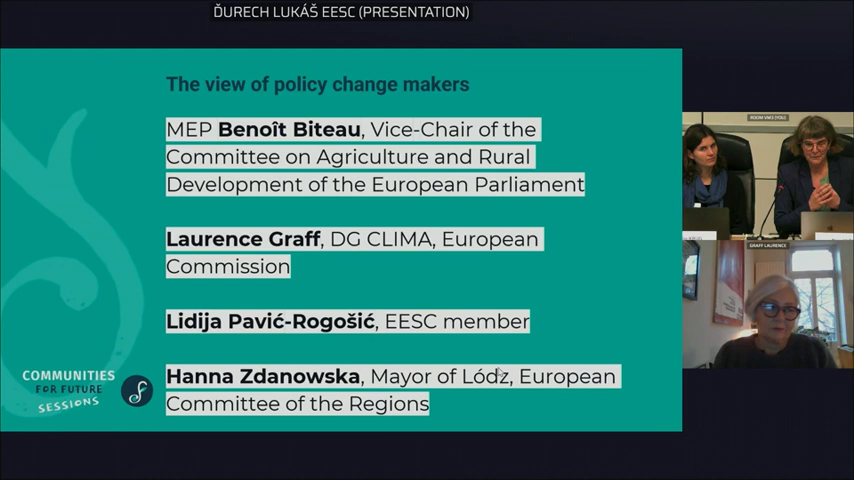 ĎURECH LUKÁŠ EESC (PRESENTATION)
The view of policy change makers
MEP Benoît Biteau, Vice-Chair of the
Committee on Agriculture and Rural
Development of the European Parliament
Laurence Graff, DG CLIMA, European
Commission
Lidija Pavić-Rogošić, EESC member
Hanna Zdanowska, Mayor of Lódz, European
Committee of the Regions
COMMUNITIES
FOR FUTURE
SESSIONS
GRAFF LAURENCE